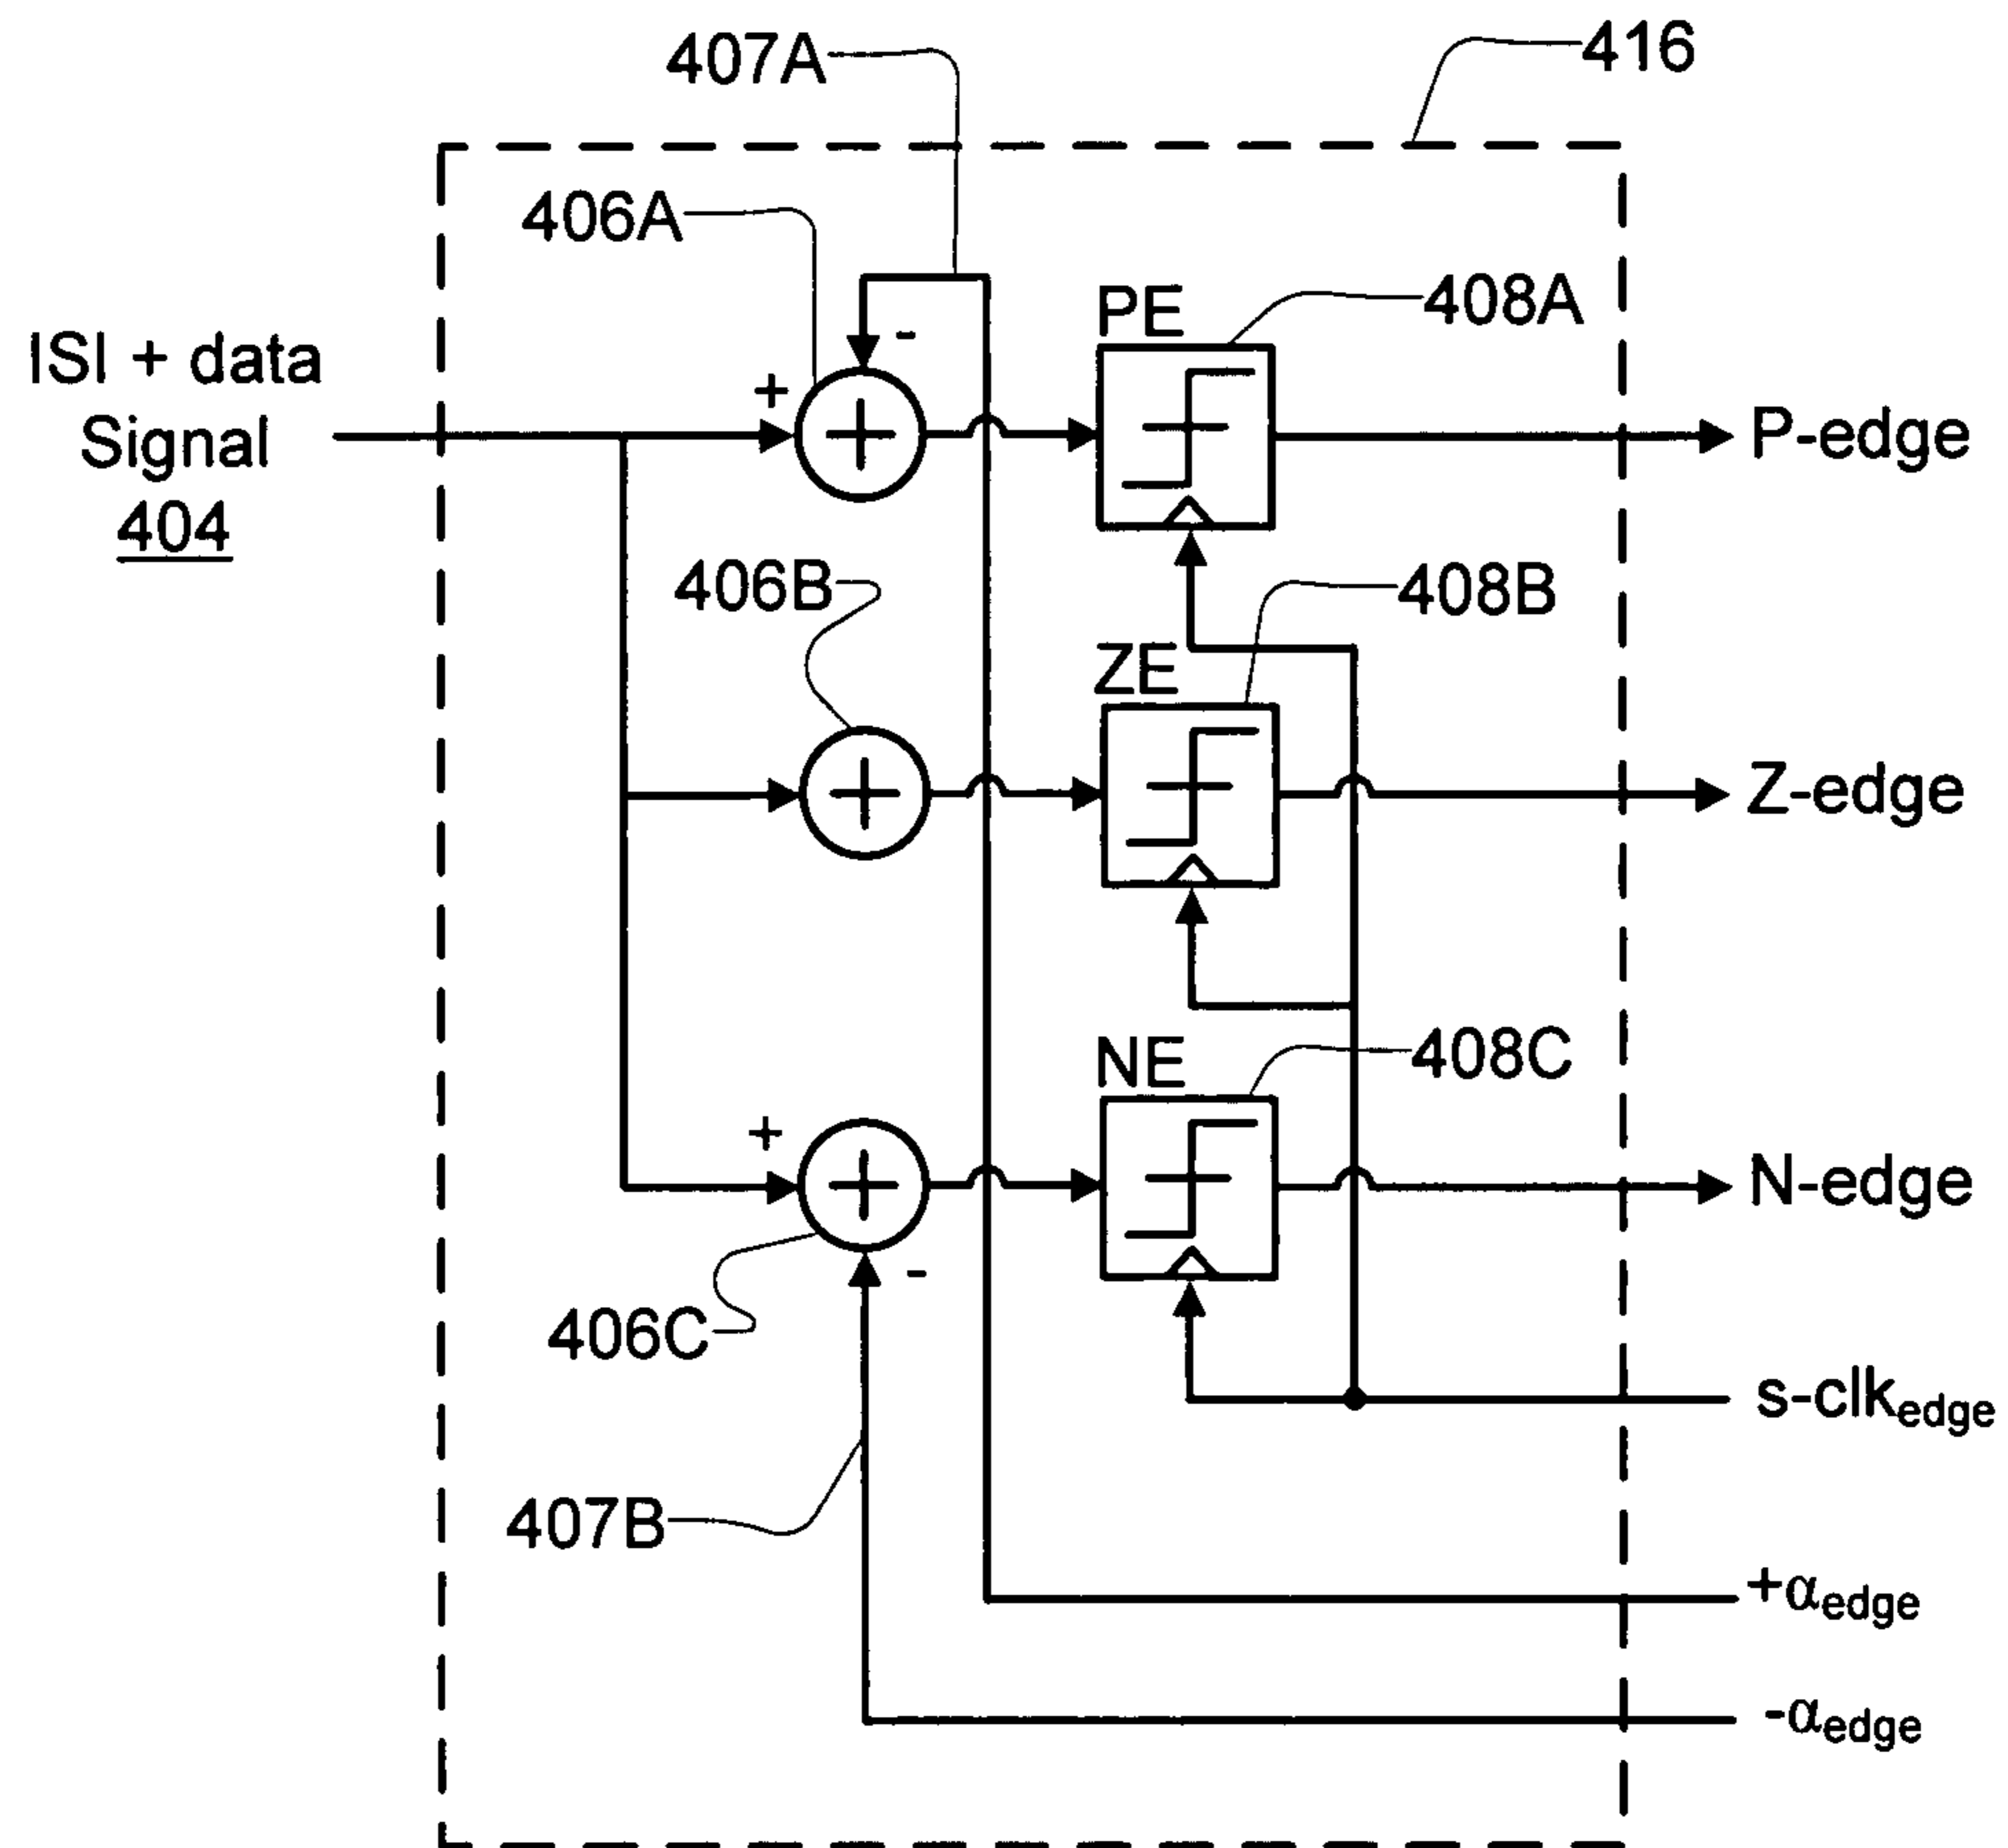 407A
416
406A
PE
408A
-
+
ISI + data
Signal
404
P-edge
406B
408B
ZE
Z-edge
NE
408C
+
N-edge
-
406C
s-clkedge
407B
+αedge
-αedge